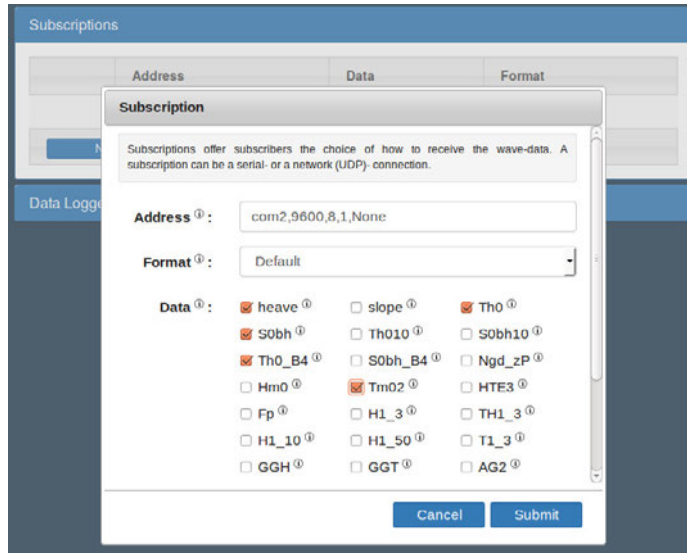 Subscriptions
Address Data Format
Subscription
Subscriptions offer subscribers the choice of how to receive the wave-data. A
subscription can be a serial- or a network (UDP)- connection.
N
Data Logge
Address ⓘ :
com2,9600,8,1,None
Format ⓘ :
Default
Data ⓘ :
heave ⓘ slope ⓘ Th0 ⓘ
S0bh ⓘ Th010 ⓘ S0bh10 ⓘ
Th0_B4 ⓘ S0bh_B4 ⓘ Ngd_zP ⓘ
Hm0 ⓘ Tm02 ⓘ HTE3 ⓘ
Fp ⓘ H1_3 ⓘ TH1_3 ⓘ
H1_10 ⓘ H1_50 ⓘ T1_3 ⓘ
GGH ⓘ GGT ⓘ AG2 ⓘ
Cancel Submit